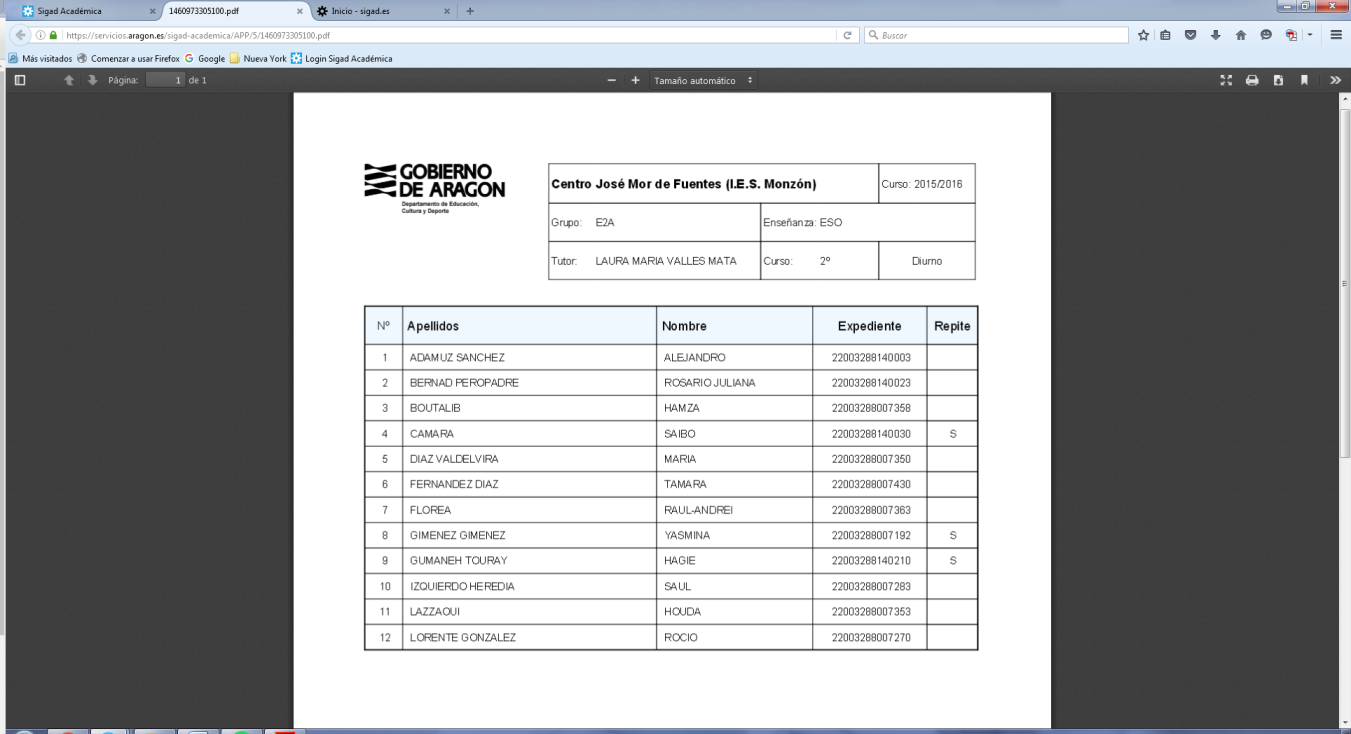 Sigad Académica
1460973305100.pdf
Inicio - sigad.es
https://servicios.aragon.es/sigad-academica/APP/5/1460973305100.pdf
Buscar
Más visitados Comenzar a usar Firefox Google Nueva York Login Sigad Académica
Página: 1 de 1
Tamaño automático
GOBIERNO
DE ARAGON
Departamento de Educación,
Cultura y Deporte
Centro José Mor de Fuentes (I.E.S. Monzón) Curso: 2015/2016
Grupo: E2A Enseñanza: ESO
Tutor: LAURA MARIA VALLES MATA Curso: 2º Diurno
Nº Apellidos Nombre Expediente Repite
1 ADAMUZ SANCHEZ ALEJANDRO 22003288140003
2 BERNAD PEROPADRE ROSARIO JULIANA 22003288140023
3 BOUTALIB HAMZA 22003288007358
4 CAMARA SAIBO 22003288140030 S
5 DIAZ VALDELVIRA MARIA 22003288007350
6 FERNANDEZ DIAZ TAMARA 22003288007430
7 FLOREA RAUL-ANDREI 22003288007363
8 GIMENEZ GIMENEZ YASMINA 22003288007192 S
9 GUMANEH TOURAY HAGIE 22003288140210 S
10 IZQUIERDO HEREDIA SAUL 22003288007283
11 LAZZAOUI HOUDA 22003288007353
12 LORENTE GONZALEZ ROCIO 22003288007270